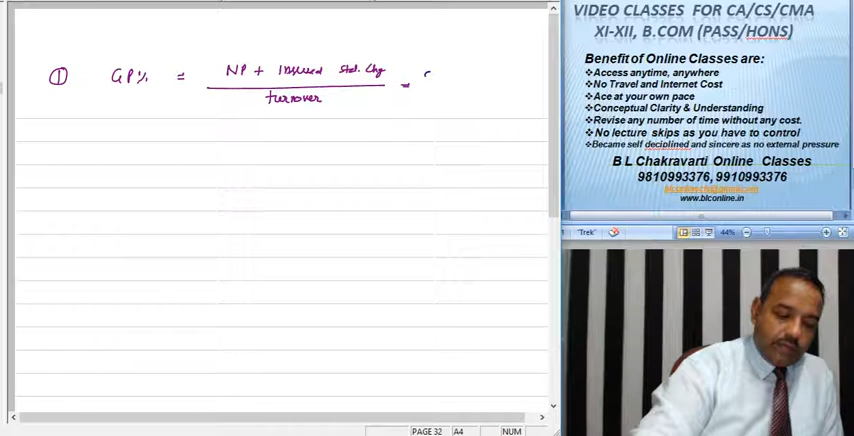 ① GP% = NP + Insured Std. Chg
turnover
=
VIDEO CLASSES FOR CA/CS/CMA
XI-XII, B.COM (PASS/HONS)
Benefit of Online Classes are:
❖Access anytime, anywhere
❖No Travel and Internet Cost
❖Ace at your own pace
❖Conceptual Clarity & Understanding
❖Revise any number of time without any cost.
❖No lecture skips as you have to control
❖Became self deciplined and sincere as no external pressure
B L Chakravarti Online Classes
9810993376, 9910993376
www.blconline.in
"Trek" 44%
PAGE 32 A4 NUM